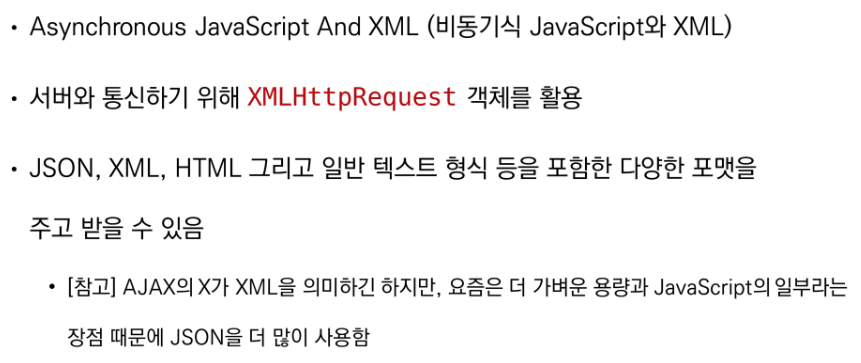 • Asynchronous JavaScript And XML (비동기식 JavaScript와 XML)
• 서버와 통신하기 위해 XMLHttpRequest 객체를 활용
• JSON, XML, HTML 그리고 일반 텍스트 형식 등을 포함한 다양한 포맷을
주고 받을 수 있음
• [참고] AJAX의 X가 XML을 의미하긴 하지만, 요즘은 더 가벼운 용량과 JavaScript의 일부라는
장점 때문에 JSON을 더 많이 사용함